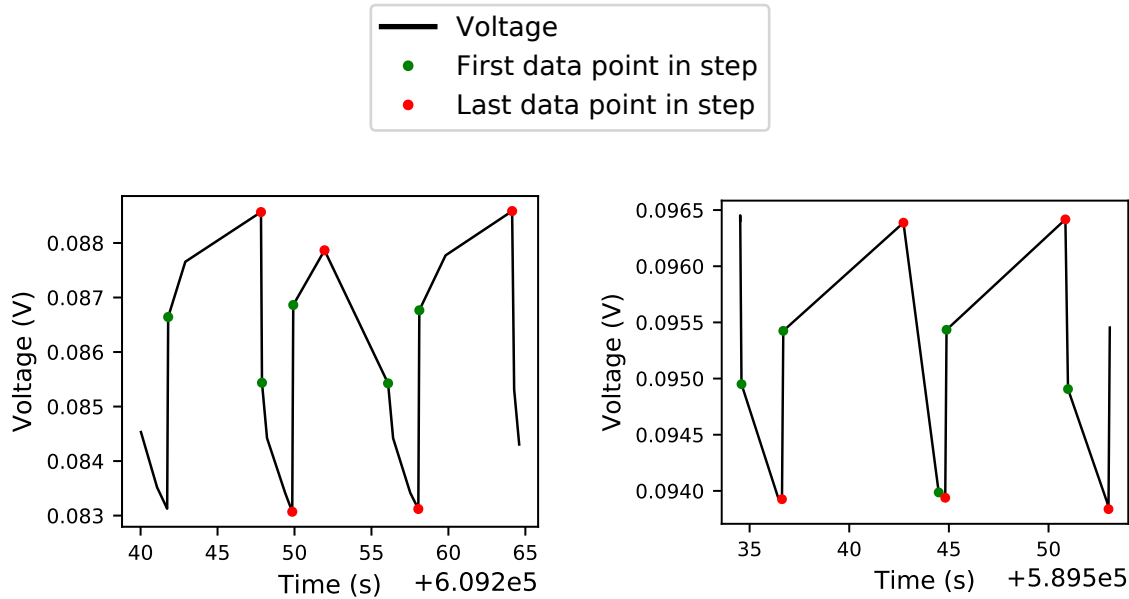 Voltage
First data point in step
Last data point in step
0.088
0.087
0.086
0.085
0.084
0.083
Voltage (V)
40 45 50 55 60 65
Time (s) +6.092e5
0.0965
0.0960
0.0955
0.0950
0.0945
0.0940
Voltage (V)
35 40 45 50
Time (s) +5.895e5